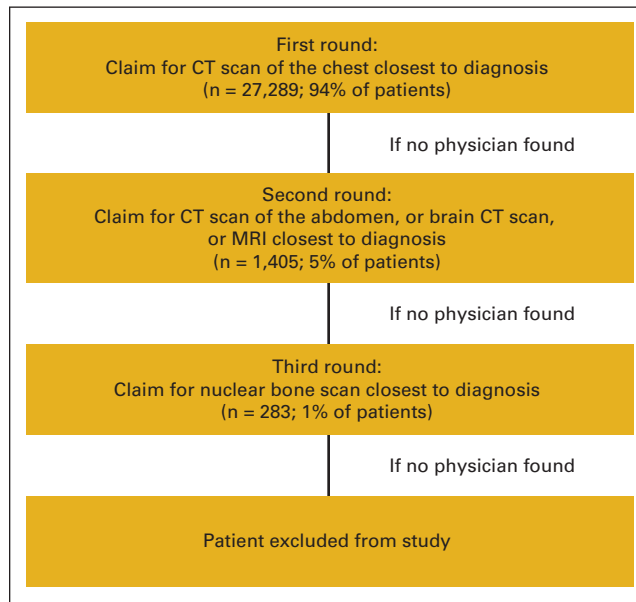 First round:
Claim for CT scan of the chest closest to diagnosis
(n = 27,289; 94% of patients)
If no physician found
Second round:
Claim for CT scan of the abdomen, or brain CT scan,
or MRI closest to diagnosis
(n = 1,405; 5% of patients)
If no physician found
Third round:
Claim for nuclear bone scan closest to diagnosis
(n = 283; 1% of patients)
If no physician found
Patient excluded from study